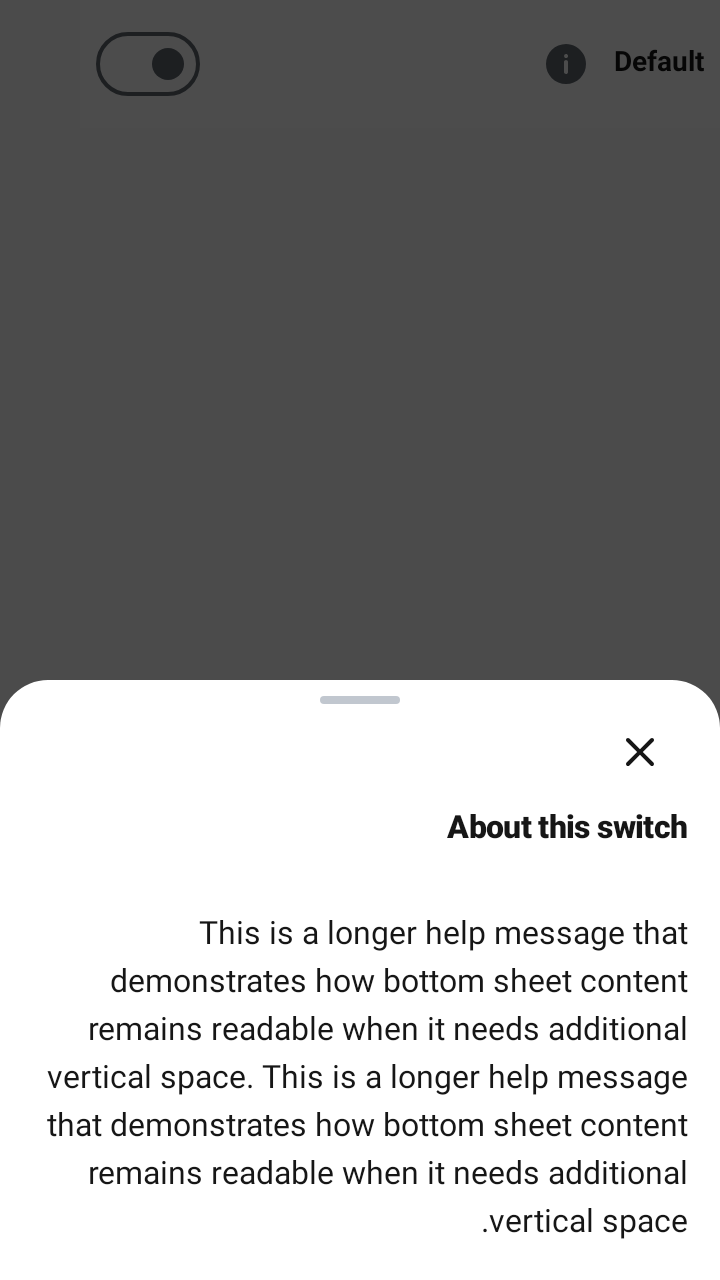 Default
About this switch
This is a longer help message that
demonstrates how bottom sheet content
remains readable when it needs additional
vertical space. This is a longer help message
that demonstrates how bottom sheet content
remains readable when it needs additional
.vertical space